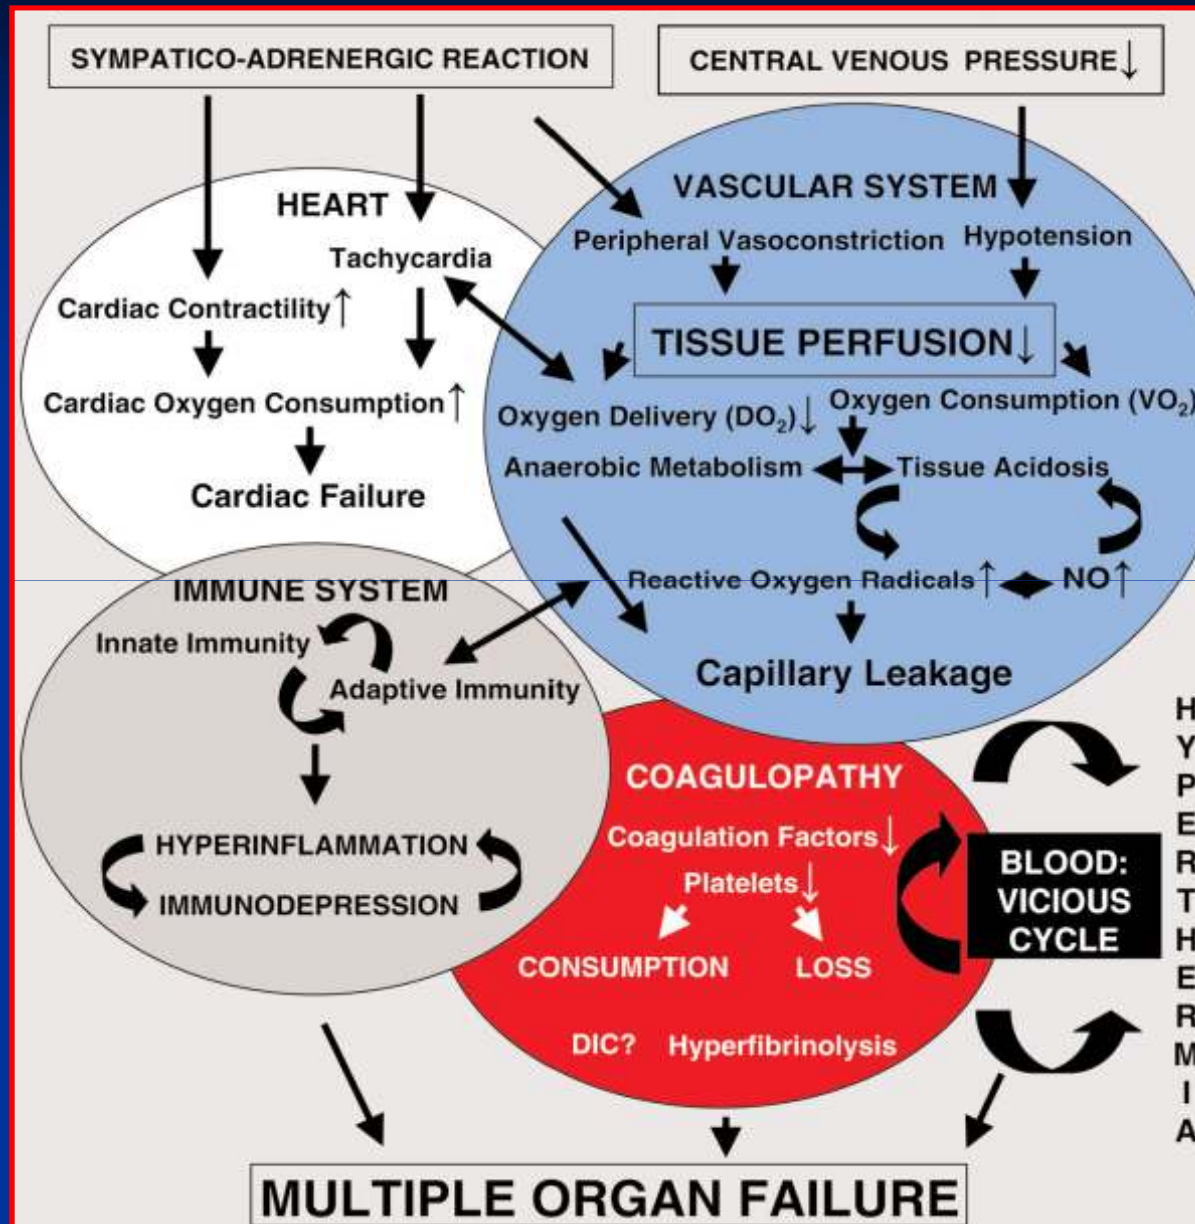 SYMPATICO-ADRENERGIC REACTION
CENTRAL VENOUS PRESSURE↓
HEART
Tachycardia
Cardiac Contractility↑
Cardiac Oxygen Consumption↑
Cardiac Failure
VASCULAR SYSTEM
Peripheral Vasoconstriction
Hypotension
TISSUE PERFUSION↓
Oxygen Delivery (DO₂)↓
Oxygen Consumption (VO₂)
Anaerobic Metabolism
Tissue Acidosis
Reactive Oxygen Radicals↑
NO↑
Capillary Leakage
IMMUNE SYSTEM
Innate Immunity
Adaptive Immunity
HYPERINFLAMMATION
IMMUNODEPRESSION
COAGULOPATHY
Coagulation Factors↓
Platelets↓
CONSUMPTION
LOSS
DIC?
Hyperfibrinolysis
BLOOD:
VICIOUS
CYCLE
HYPERTHERMIA
MULTIPLE ORGAN FAILURE